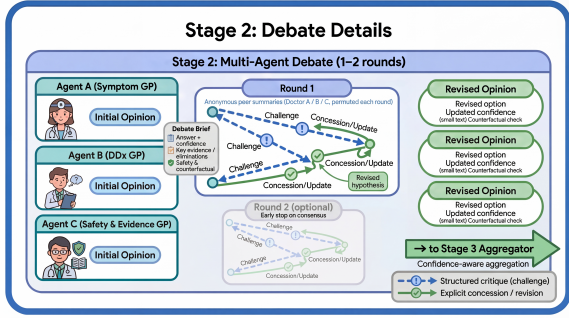 Stage 2: Debate Details
Stage 2: Multi-Agent Debate (1–2 rounds)
Agent A (Symptom GP)
Initial Opinion
Agent B (DDx GP)
Initial Opinion
Agent C (Safety & Evidence GP)
Initial Opinion
Debate Brief
Answer +
confidence
Key evidence /
eliminations
Safety &
counterfactual
Round 1
Anonymous peer summaries (Doctor A / B / C, permuted each round)
Challenge
Concession/Update
Challenge
Challenge
Concession/Update
Concession/Update
Revised
hypothesis
Round 2 (optional)
Early stop on consensus
Challenge
Challenge
Concession/Update
Concession/Update
Revised Opinion
Revised option
Updated confidence
(small text) Counterfactual check
Revised Opinion
Revised option
Updated confidence
(small text) Counterfactual check
Revised Opinion
Revised option
Updated confidence
(small text) Counterfactual check
→ to Stage 3 Aggregator
Confidence-aware aggregation
Structured critique (challenge)
Explicit concession / revision